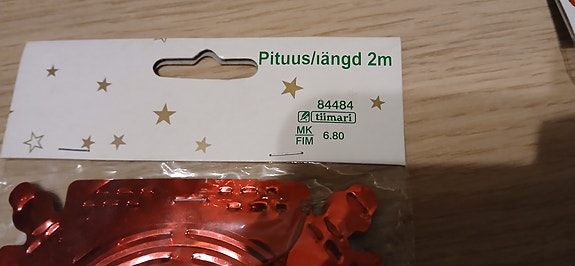 Pituus/längd 2m
84484
tiimari
MK
FIM 6.80